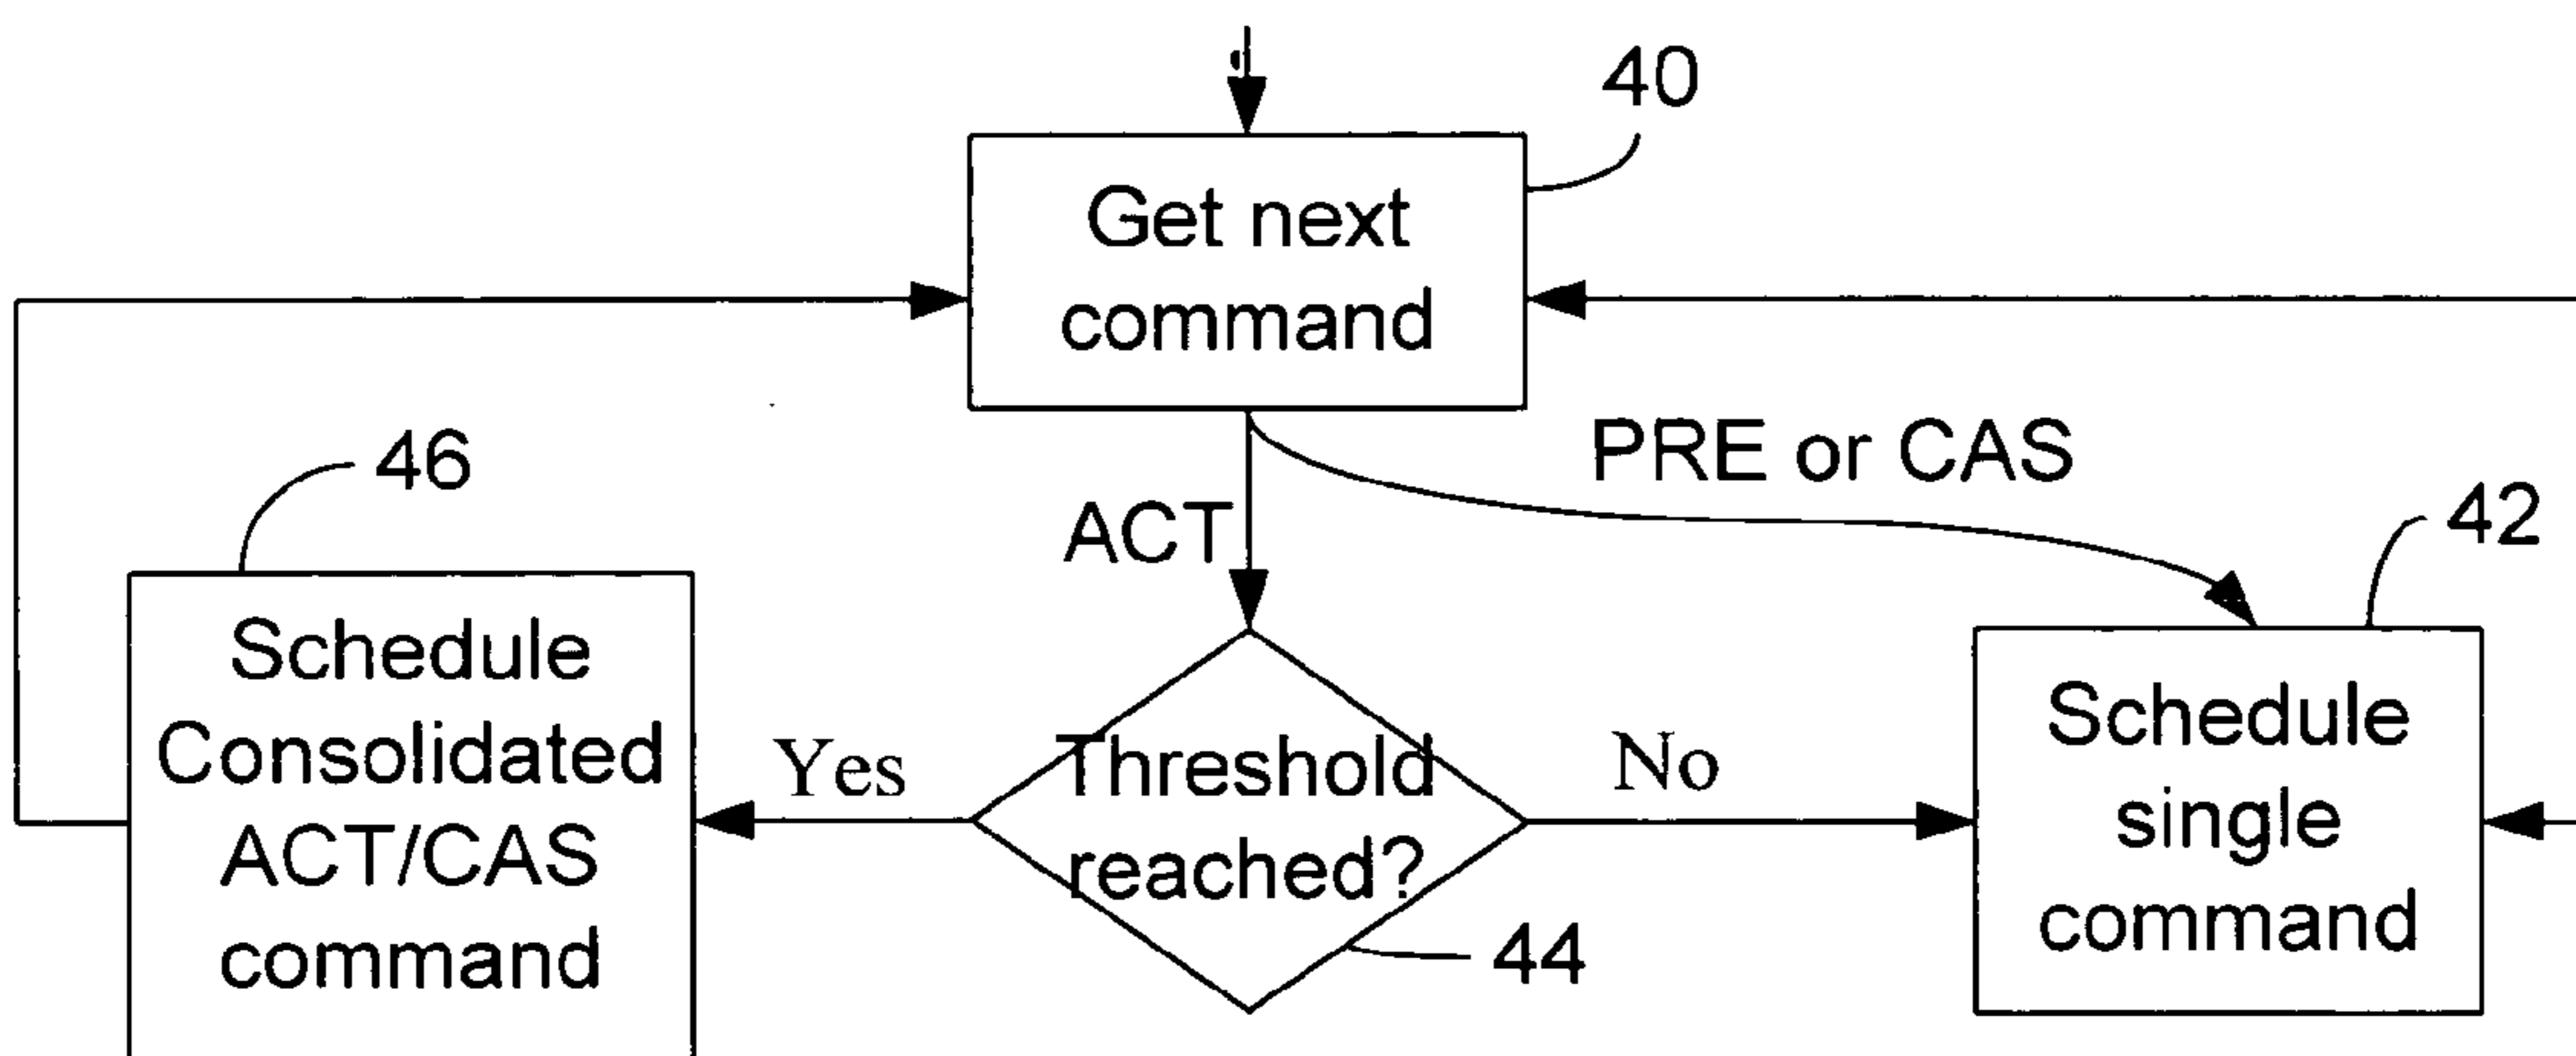 40
Get next
command
PRE or CAS
46
ACT
42
Schedule
Consolidated
ACT/CAS
command
Yes
Threshold
reached?
No
Schedule
single
command
44